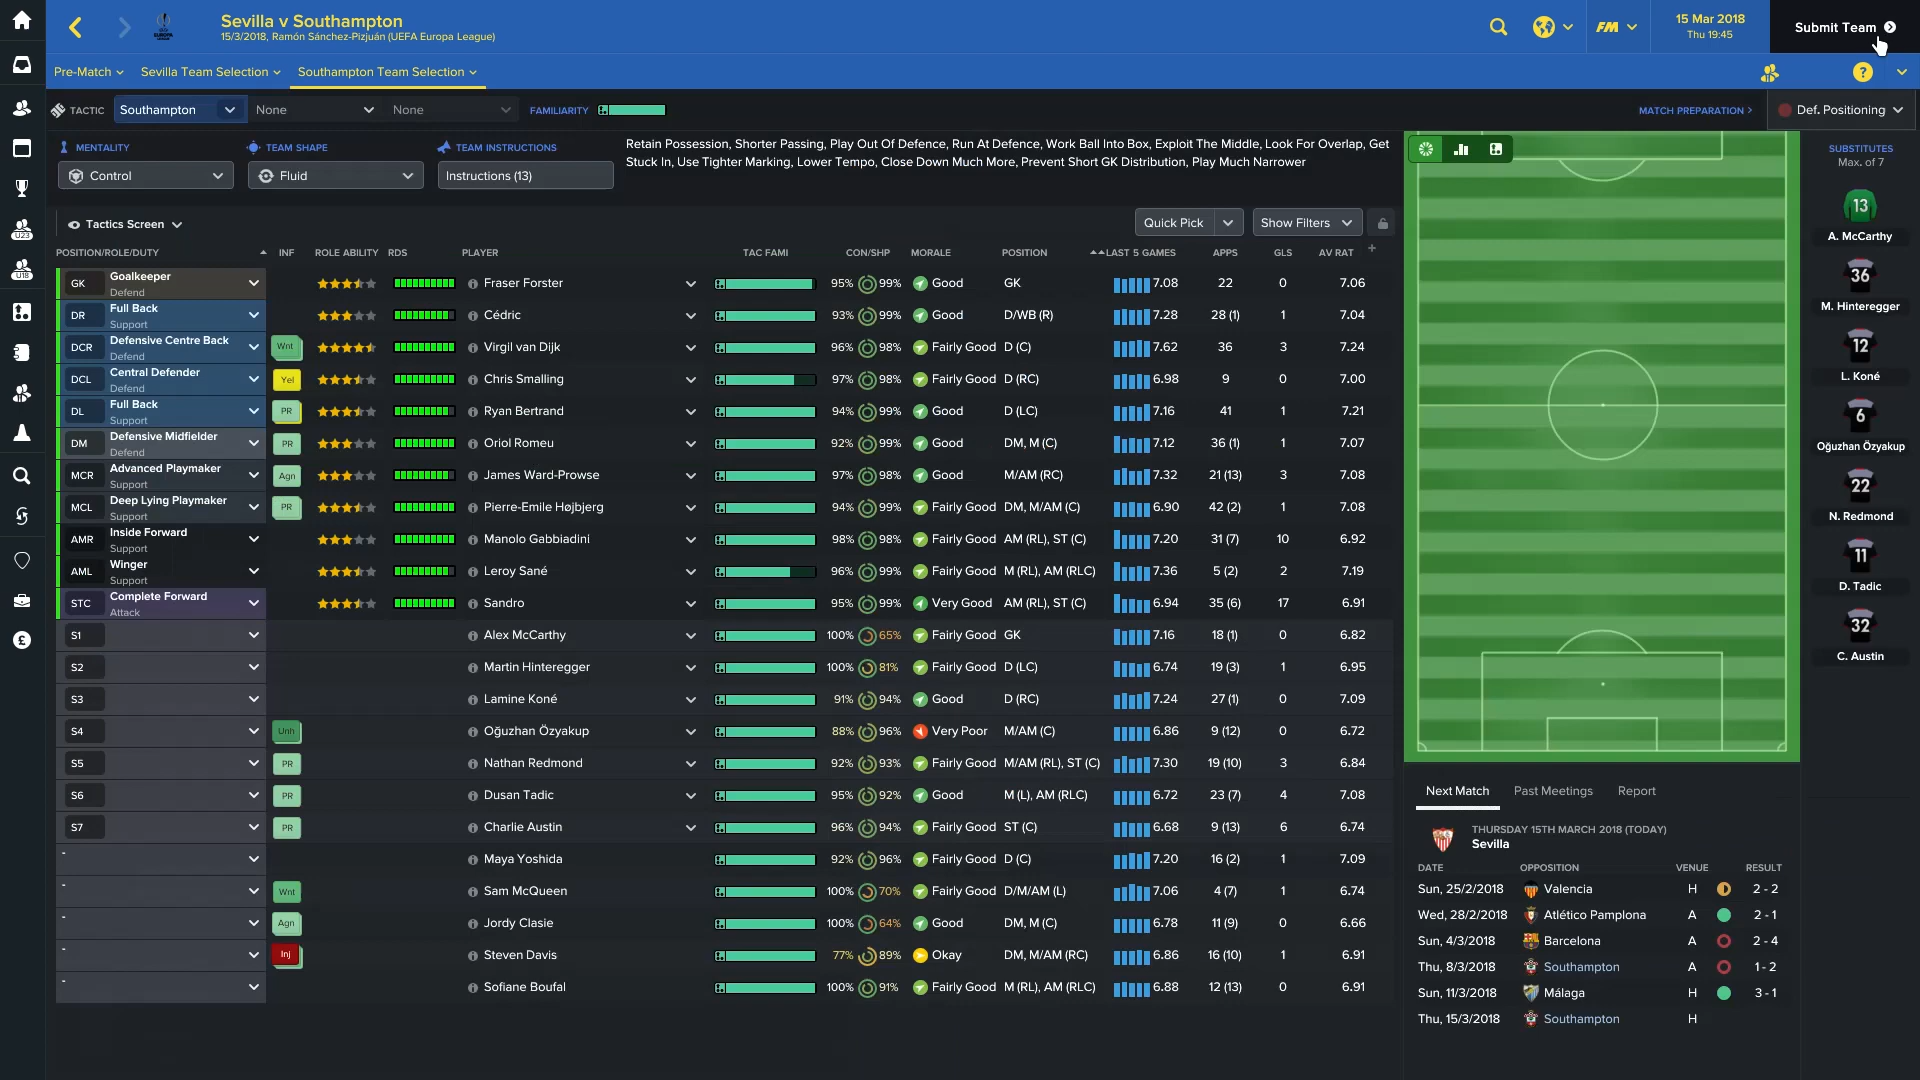 Sevilla v Southampton
15/3/2018, Ramón Sánchez-Pizjuán (UEFA Europa League)
FM
15 Mar 2018
Thu 19:45
Submit Team
Pre-Match Sevilla Team Selection Southampton Team Selection
?
TACTIC Southampton None None FAMILIARITY MATCH PREPARATION > Def. Positioning
MENTALITY TEAM SHAPE TEAM INSTRUCTIONS
Control Fluid Instructions (13)
Retain Possession, Shorter Passing, Play Out Of Defence, Run At Defence, Work Ball Into Box, Exploit The Middle, Look For Overlap, Get
Stuck In, Use Tighter Marking, Lower Tempo, Close Down Much More, Prevent Short GK Distribution, Play Much Narrower
Tactics Screen Quick Pick Show Filters
POSITION/ROLE/DUTY INF ROLE ABILITY RDS PLAYER TAC FAMI CON/SHP MORALE POSITION LAST 5 GAMES APPS GLS AV RAT +
GK Goalkeeper Defend Fraser Forster 95% 99% Good GK 7.08 22 0 7.06
DR Full Back Support Cédric 93% 99% Good D/WB (R) 7.28 28 (1) 1 7.04
DCR Defensive Centre Back Defend Wnt Virgil van Dijk 96% 98% Fairly Good D (C) 7.62 36 3 7.24
DCL Central Defender Defend Yel Chris Smalling 97% 98% Fairly Good D (RC) 6.98 9 0 7.00
DL Full Back Support PR Ryan Bertrand 94% 99% Good D (LC) 7.16 41 1 7.21
DM Defensive Midfielder Defend PR Oriol Romeu 92% 99% Good DM, M (C) 7.12 36 (1) 1 7.07
MCR Advanced Playmaker Support Agn James Ward-Prowse 97% 98% Good M/AM (RC) 7.32 21 (13) 3 7.08
MCL Deep Lying Playmaker Support PR Pierre-Emile Højbjerg 94% 99% Fairly Good DM, M/AM (C) 6.90 42 (2) 1 7.08
AMR Inside Forward Support Manolo Gabbiadini 98% 98% Fairly Good AM (RL), ST (C) 7.20 31 (7) 10 6.92
AML Winger Support Leroy Sané 96% 99% Fairly Good M (RL), AM (RLC) 7.36 5 (2) 2 7.19
STC Complete Forward Attack Sandro 95% 99% Very Good AM (RL), ST (C) 6.94 35 (6) 17 6.91
S1 Alex McCarthy 100% 65% Fairly Good GK 7.16 18 (1) 0 6.82
S2 Martin Hinteregger 100% 81% Fairly Good D (LC) 6.74 19 (3) 1 6.95
S3 Lamine Koné 91% 94% Good D (RC) 7.24 27 (1) 1 7.09
S4 Unh Oğuzhan Özyakup 88% 96% Very Poor M/AM (C) 6.86 9 (12) 0 6.72
S5 PR Nathan Redmond 92% 93% Fairly Good M/AM (RL), ST (C) 7.30 19 (10) 3 6.84
S6 PR Dusan Tadic 95% 92% Good M (L), AM (RLC) 6.72 23 (7) 4 7.08
S7 PR Charlie Austin 96% 94% Fairly Good ST (C) 6.68 9 (13) 6 6.74
- Maya Yoshida 92% 96% Fairly Good D (C) 7.20 16 (2) 1 7.09
- Wnt Sam McQueen 100% 70% Fairly Good D/M/AM (L) 7.06 4 (7) 1 6.74
- Agn Jordy Clasie 100% 64% Good DM, M (C) 6.78 11 (9) 0 6.66
- Inj Steven Davis 77% 89% Okay DM, M/AM (RC) 6.86 16 (10) 1 6.91
- Sofiane Boufal 100% 91% Fairly Good M (RL), AM (RLC) 6.88 12 (13) 0 6.91
SUBSTITUTES
Max. of 7
13
A. McCarthy
36
M. Hinteregger
12
L. Koné
6
Oğuzhan Özyakup
22
N. Redmond
11
D. Tadic
32
C. Austin
Next Match Past Meetings Report
THURSDAY 15TH MARCH 2018 (TODAY)
Sevilla
DATE OPPOSITION VENUE RESULT
Sun, 25/2/2018 Valencia H 2 - 2
Wed, 28/2/2018 Atlético Pamplona A 2 - 1
Sun, 4/3/2018 Barcelona A 2 - 4
Thu, 8/3/2018 Southampton A 1 - 2
Sun, 11/3/2018 Málaga H 3 - 1
Thu, 15/3/2018 Southampton H
U23
U18
£